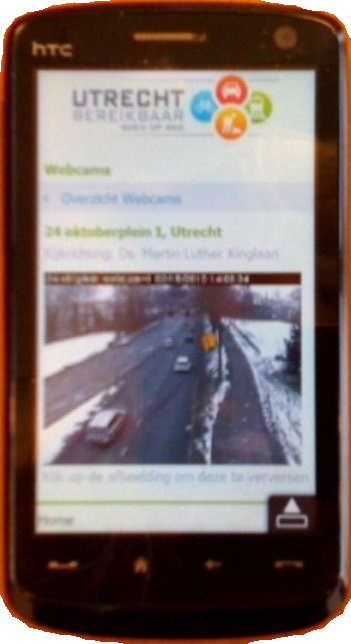 hTC
UTRECHT
BEREIKBAAR
Webcams
< Overzicht Webcams
24 oktoberplein 1, Utrecht
Kijkrichting: Ds. Martin Luther Kinglaan
Klik op de afbeelding om deze te verversen
Home